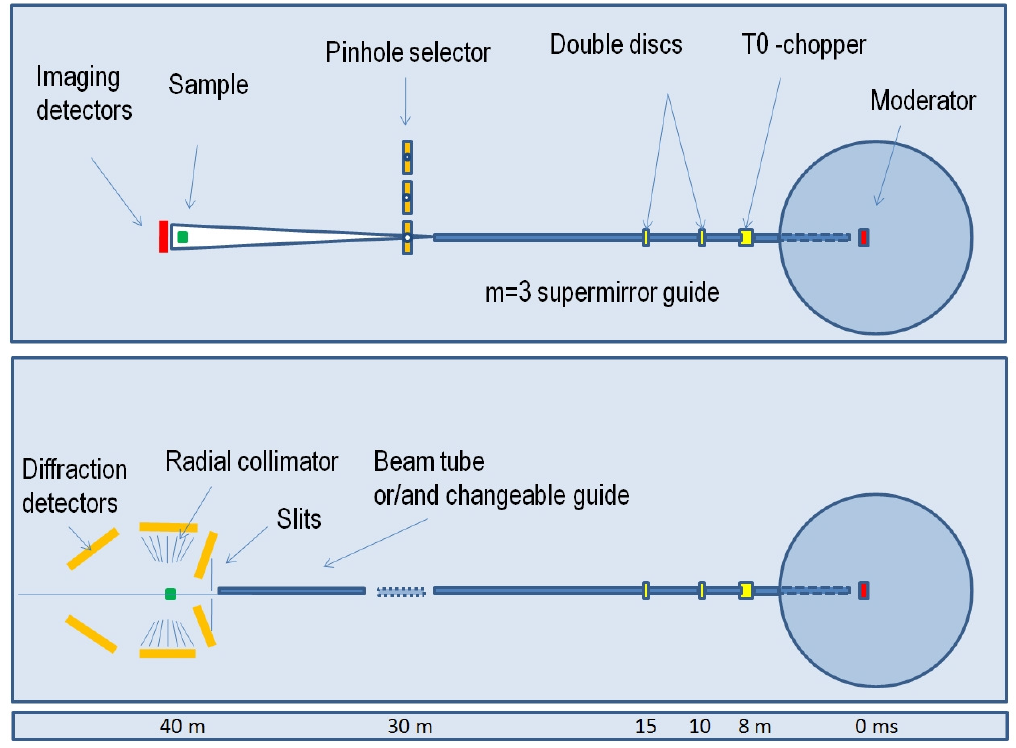 Pinhole selector
Double discs
T0 -chopper
Imaging
detectors
Sample
Moderator
m=3 supermirror guide
Diffraction
detectors
Radial collimator
Beam tube
or/and changeable guide
Slits
40 m
30 m
15
10
8 m
0 ms